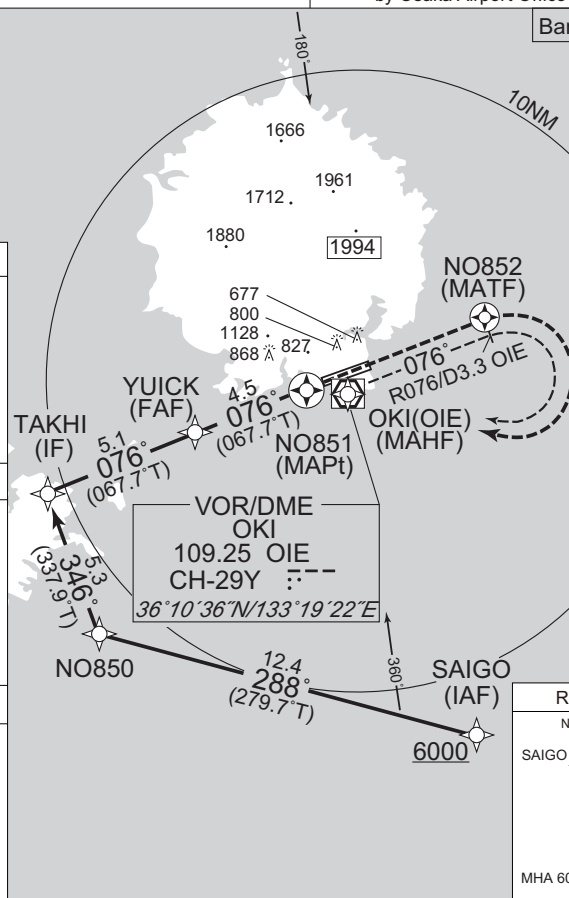 by Osaka Airport Office
Bar
180°
10NM
1666
1961
1712
1880
1994
NO852
(MATF)
677
800
1128
827
868
076°
R076/D3.3 OIE
YUICK
(FAF)
4.5
076°
(067.7°T)
OKI(OIE)
(MAHF)
TAKHI
(IF)
5.1
076°
(067.7°T)
NO851
(MAPt)
VOR/DME
OKI
109.25 OIE
CH-29Y
36°10´36˝N/133°19´22˝E
5.3
346°
(337.9°T)
NO850
12.4
288°
(279.7°T)
360°
SAIGO
(IAF)
6000
R
N
SAIGO
MHA 60